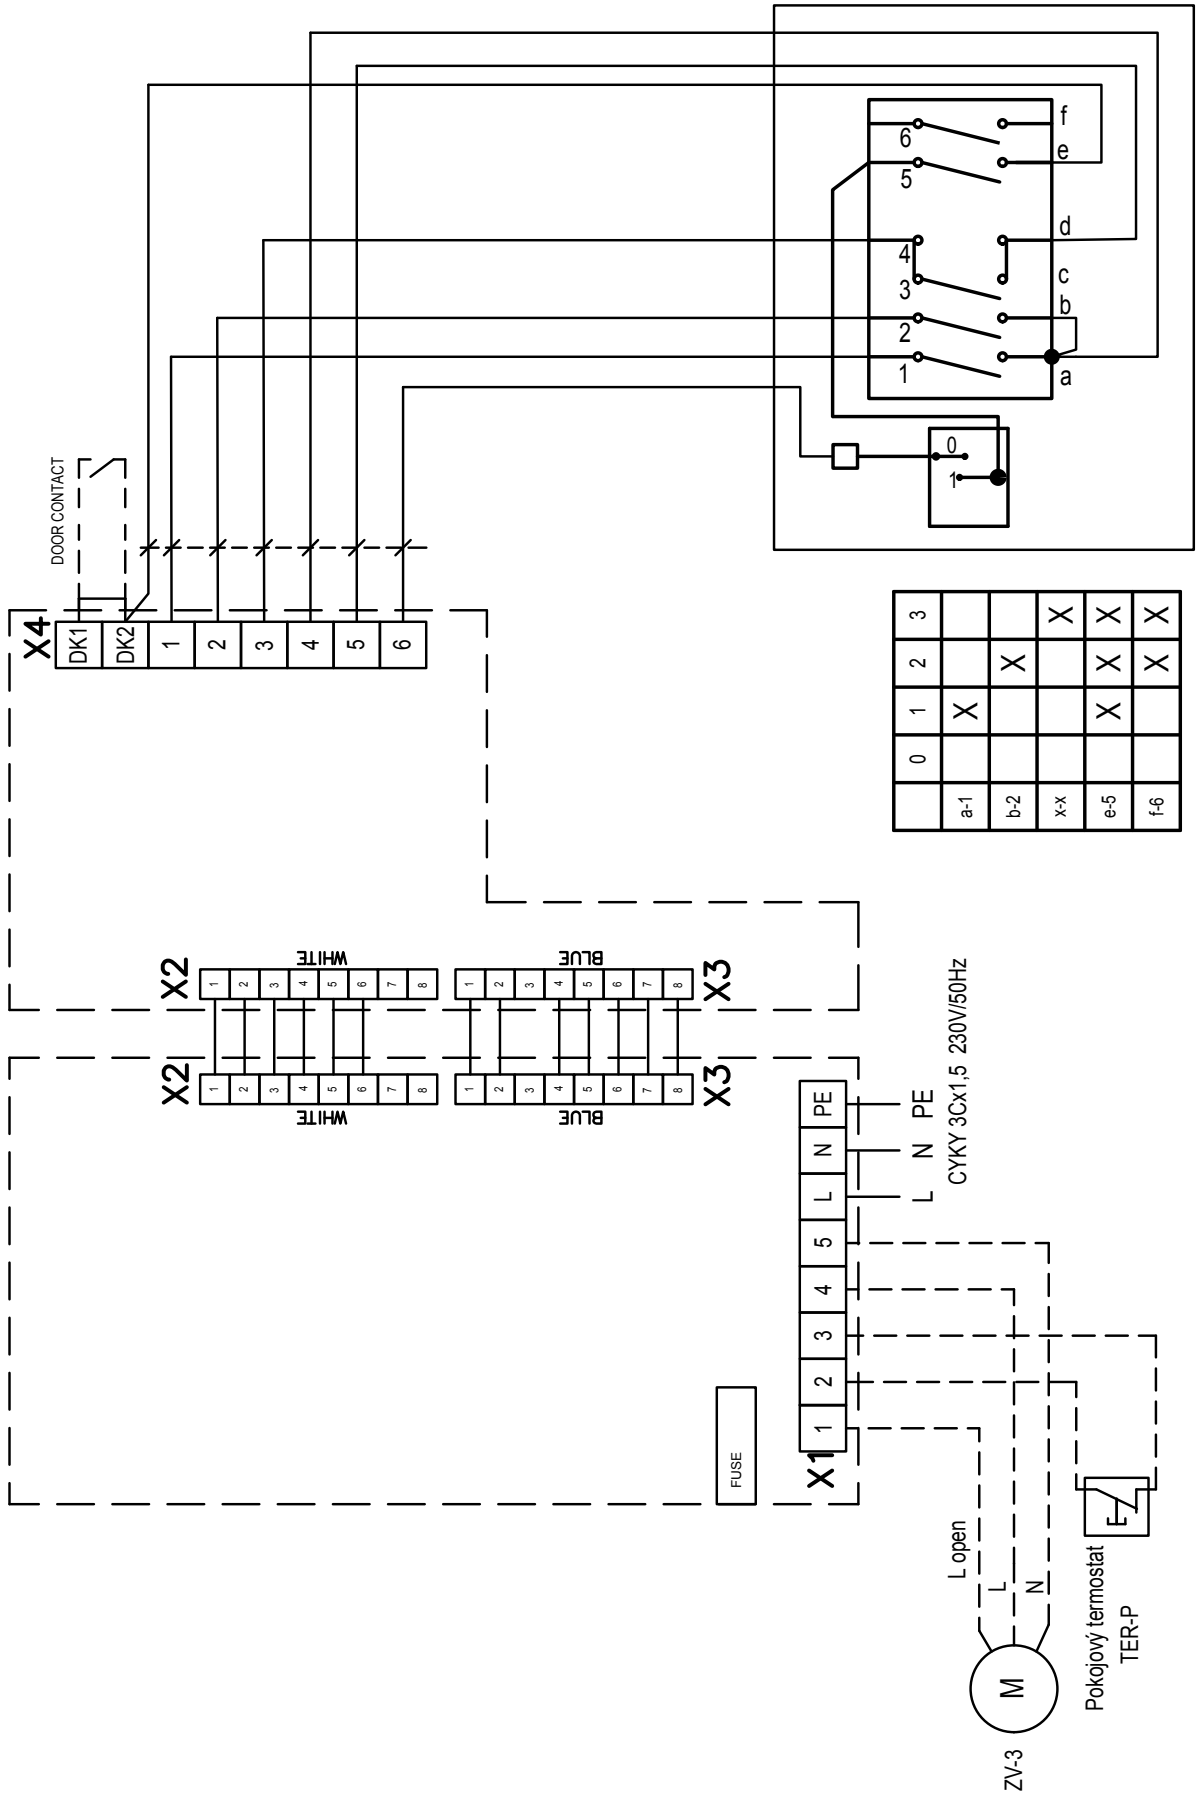 DOOR CONTACT
X4
DK1
DK2
1
2
3
4
5
6
6
5
4
3
2
1
f
e
d
c
b
a
0
1
0 1 2 3
a-1 X
b-2 X
x-x X
e-5 X X X
f-6 X X
X2
1 2 3 4 5 6 7 8
WHITE
X3
1 2 3 4 5 6 7 8
BLUE
X2
1 2 3 4 5 6 7 8
WHITE
X3
1 2 3 4 5 6 7 8
BLUE
FUSE
X1
1 2 3 4 5 L N PE
L N PE
CYKY 3Cx1,5 230V/50Hz
L open
L
N
M
ZV-3
Pokojový termostat
TER-P